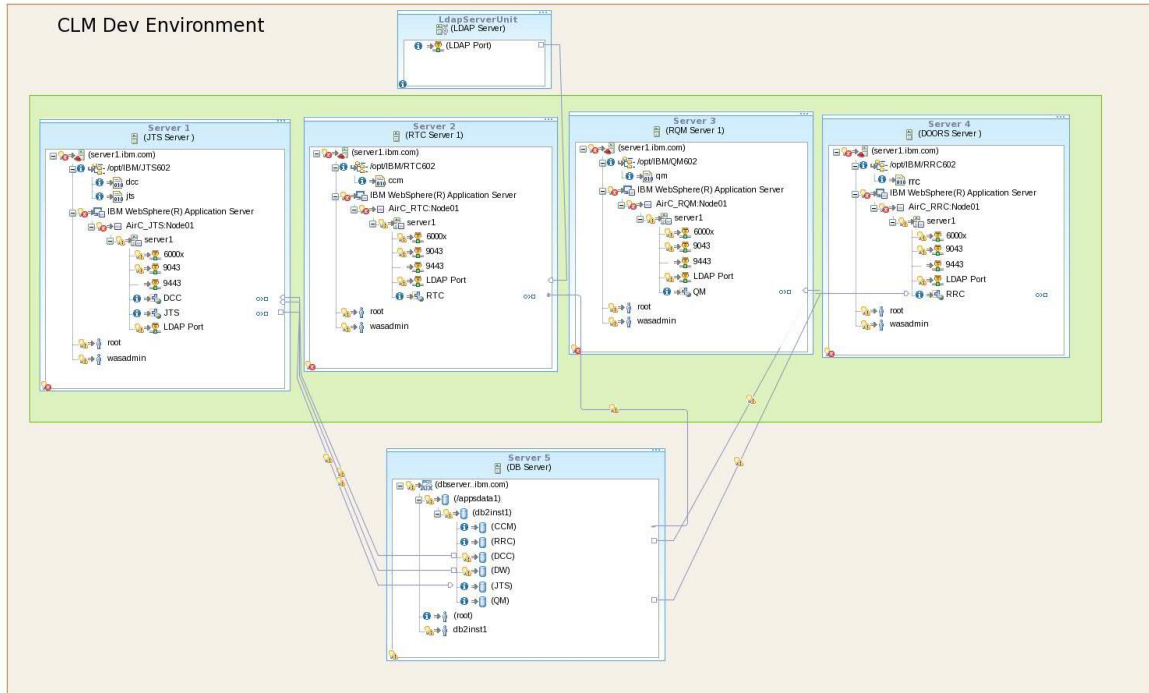 CLM Dev Environment
LdapServerUnit
(LDAP Server)
(LDAP Port)
Server 1
(JTS Server )
(server1.ibm.com)
/opt/IBM/JTS602
dcc
jts
IBM WebSphere(R) Application Server
AirC_JTS:Node01
server1
6000x
9043
9443
DCC
JTS
LDAP Port
root
wasadmin
Server 2
(RTC Server 1)
(server1.ibm.com)
/opt/IBM/RTC602
ccm
IBM WebSphere(R) Application Server
AirC_RTC:Node01
server1
6000x
9043
9443
LDAP Port
RTC
root
wasadmin
Server 3
(RQM Server 1)
(server1.ibm.com)
/opt/IBM/QM602
qm
IBM WebSphere(R) Application Server
AirC_RQM:Node01
server1
6000x
9043
9443
LDAP Port
QM
root
wasadmin
Server 4
(DOORS Server )
(server1.ibm.com)
/opt/IBM/RRC602
rrc
IBM WebSphere(R) Application Server
AirC_RRC:Node01
server1
6000x
9043
9443
LDAP Port
RRC
root
wasadmin
Server 5
(DB Server)
(dbserver..ibm.com)
(/appsdata1)
(db2inst1)
(CCM)
(RRC)
(DCC)
(DW)
(JTS)
(QM)
(root)
db2inst1